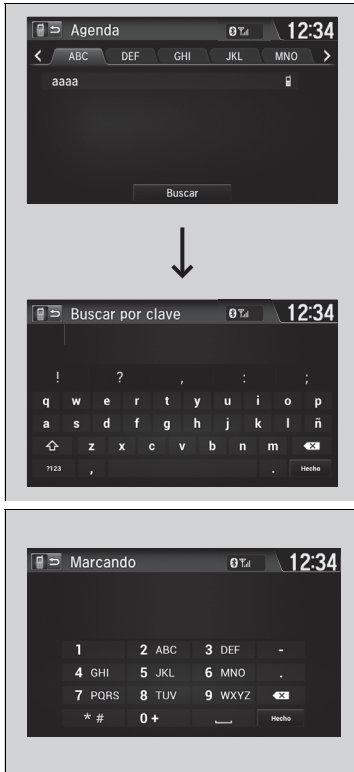 Agenda 12:34
ABC DEF GHI JKL MNO
aaaa
Buscar
Buscar por clave 12:34
! ? , : ;
q w e r t y u i o p
a s d f g h j k l ñ
z x c v b n m
?123 , . Hecho
Marcando 12:34
1 2 ABC 3 DEF -
4 GHI 5 JKL 6 MNO .
7 PQRS 8 TUV 9 WXYZ
* # 0 + Hecho